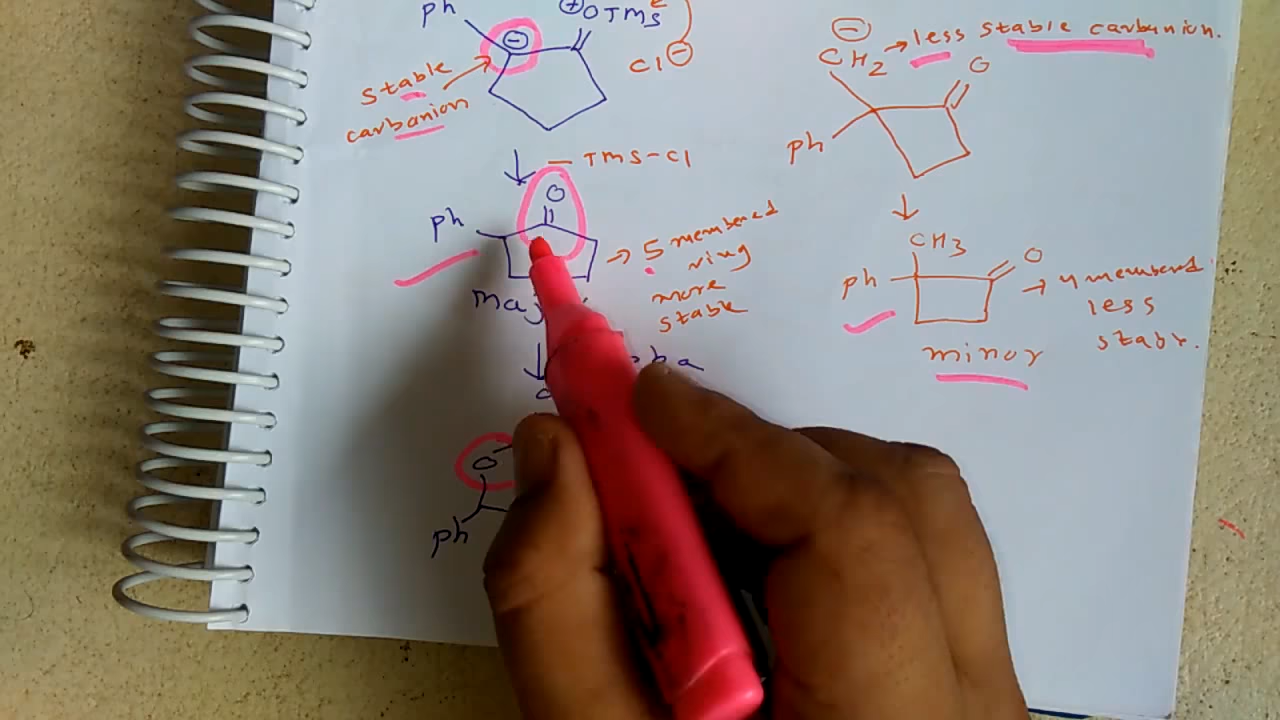 Ph
⊕OTMS
⊖
Cl⊖
stable
carbanion
⊖
CH2 → less stable carbanion.
O
Ph
- TMS-Cl
O
Ph
→ 5 membered
ring
more
stable
CH3
O
Ph
→ 4 membered
less
stabl.
minor
O
Ph